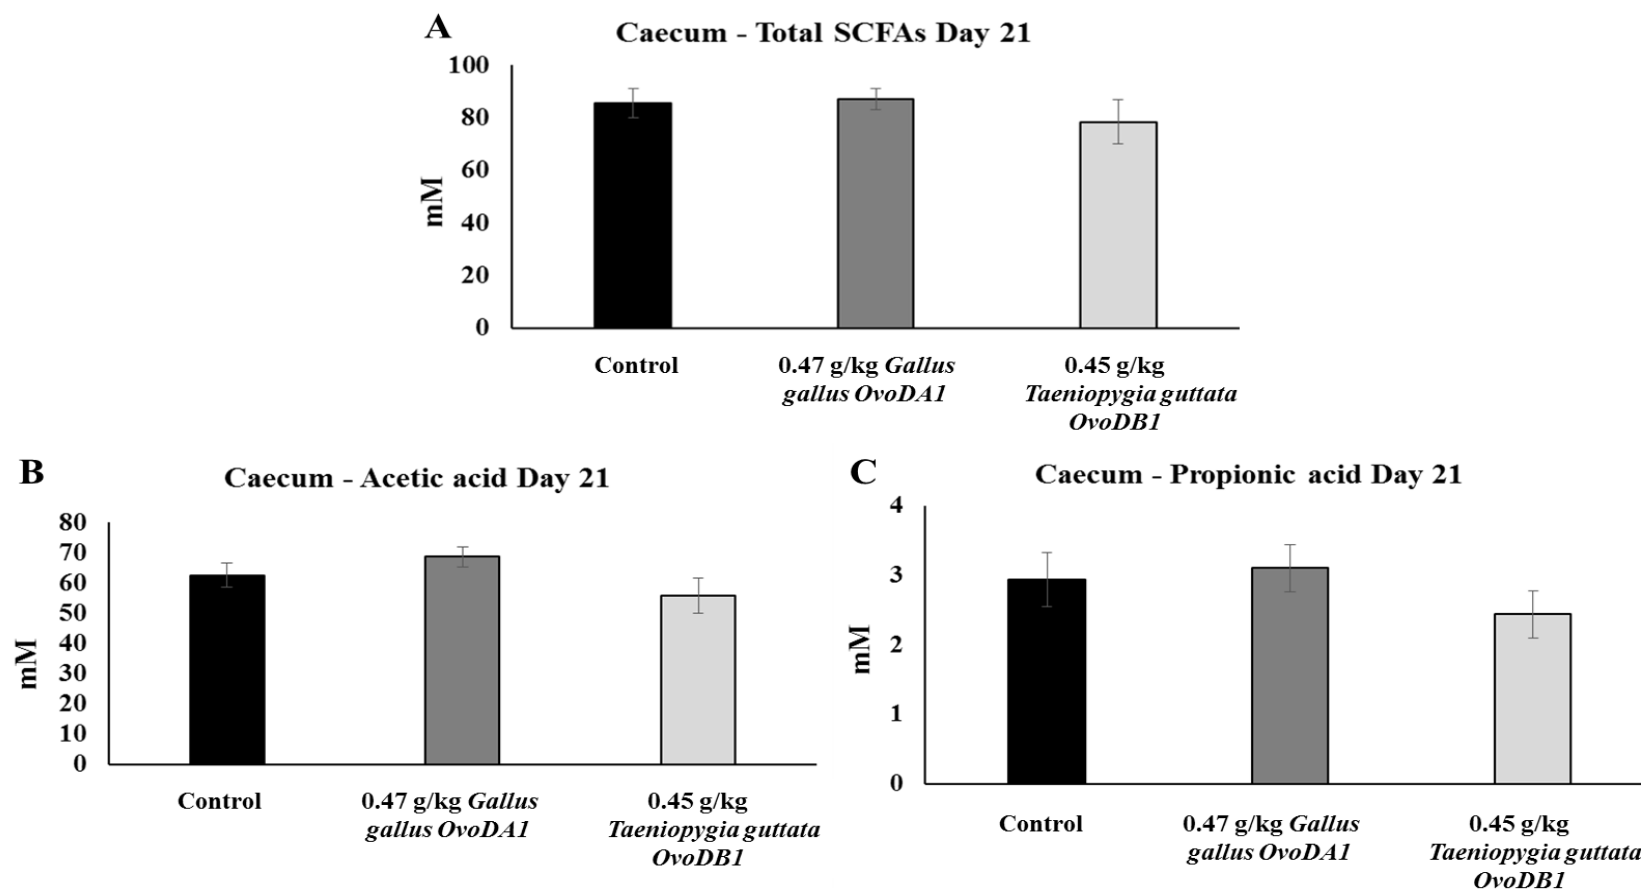 A
Caecum - Total SCFAs Day 21
100
80
60
40
20
0
mM
Control
0.47 g/kg Gallus
gallus OvoDA1
0.45 g/kg
Taeniopygia guttata
OvoDB1
B
Caecum - Acetic acid Day 21
80
70
60
50
40
30
20
10
0
mM
Control
0.47 g/kg Gallus
gallus OvoDA1
0.45 g/kg
Taeniopygia guttata
OvoDB1
C
Caecum - Propionic acid Day 21
4
3
2
1
0
mM
Control
0.47 g/kg Gallus
gallus OvoDA1
0.45 g/kg
Taeniopygia guttata
OvoDB1